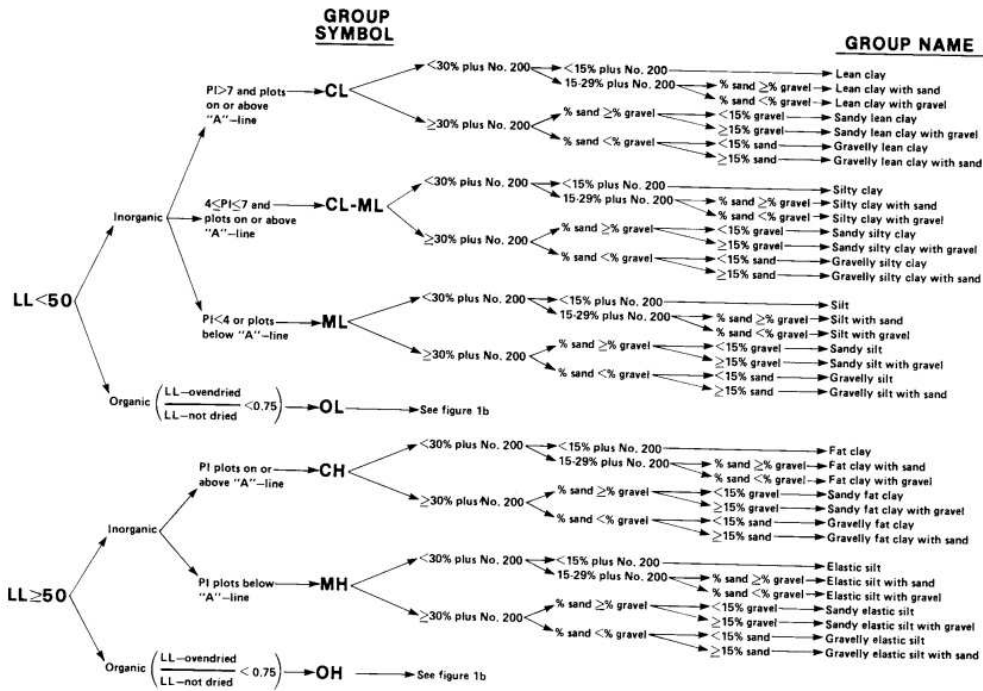 GROUP
SYMBOL
GROUP NAME
LL<50
Inorganic
PI>7 and plots
on or above
"A"—line
CL
<30% plus No. 200
<15% plus No. 200
Lean clay
15-29% plus No. 200
% sand ≥% gravel
Lean clay with sand
% sand <% gravel
Lean clay with gravel
≥30% plus No. 200
% sand ≥% gravel
<15% gravel
Sandy lean clay
≥15% gravel
Sandy lean clay with gravel
% sand <% gravel
<15% sand
Gravelly lean clay
≥15% sand
Gravelly lean clay with sand
4≤PI≤7 and
plots on or above
"A"—line
CL-ML
<30% plus No. 200
<15% plus No. 200
Silty clay
15-29% plus No. 200
% sand ≥% gravel
Silty clay with sand
% sand <% gravel
Silty clay with gravel
≥30% plus No. 200
% sand ≥% gravel
<15% gravel
Sandy silty clay
≥15% gravel
Sandy silty clay with gravel
% sand <% gravel
<15% sand
Gravelly silty clay
≥15% sand
Gravelly silty clay with sand
PI<4 or plots
below "A"—line
ML
<30% plus No. 200
<15% plus No. 200
Silt
15-29% plus No. 200
% sand ≥% gravel
Silt with sand
% sand <% gravel
Silt with gravel
≥30% plus No. 200
% sand ≥% gravel
<15% gravel
Sandy silt
≥15% gravel
Sandy silt with gravel
% sand <% gravel
<15% sand
Gravelly silt
≥15% sand
Gravelly silt with sand
Organic (LL—ovendried
LL—not dried <0.75)
OL
See figure 1b
LL≥50
Inorganic
PI plots on or
above "A"—line
CH
<30% plus No. 200
<15% plus No. 200
Fat clay
15-29% plus No. 200
% sand ≥% gravel
Fat clay with sand
% sand <% gravel
Fat clay with gravel
≥30% plus No. 200
% sand ≥% gravel
<15% gravel
Sandy fat clay
≥15% gravel
Sandy fat clay with gravel
% sand <% gravel
<15% sand
Gravelly fat clay
≥15% sand
Gravelly fat clay with sand
PI plots below
"A"—line
MH
<30% plus No. 200
<15% plus No. 200
Elastic silt
15-29% plus No. 200
% sand ≥% gravel
Elastic silt with sand
% sand <% gravel
Elastic silt with gravel
≥30% plus No. 200
% sand ≥% gravel
<15% gravel
Sandy elastic silt
≥15% gravel
Sandy elastic silt with gravel
% sand <% gravel
<15% sand
Gravelly elastic silt
≥15% sand
Gravelly elastic silt with sand
Organic (LL—ovendried
LL—not dried <0.75)
OH
See figure 1b